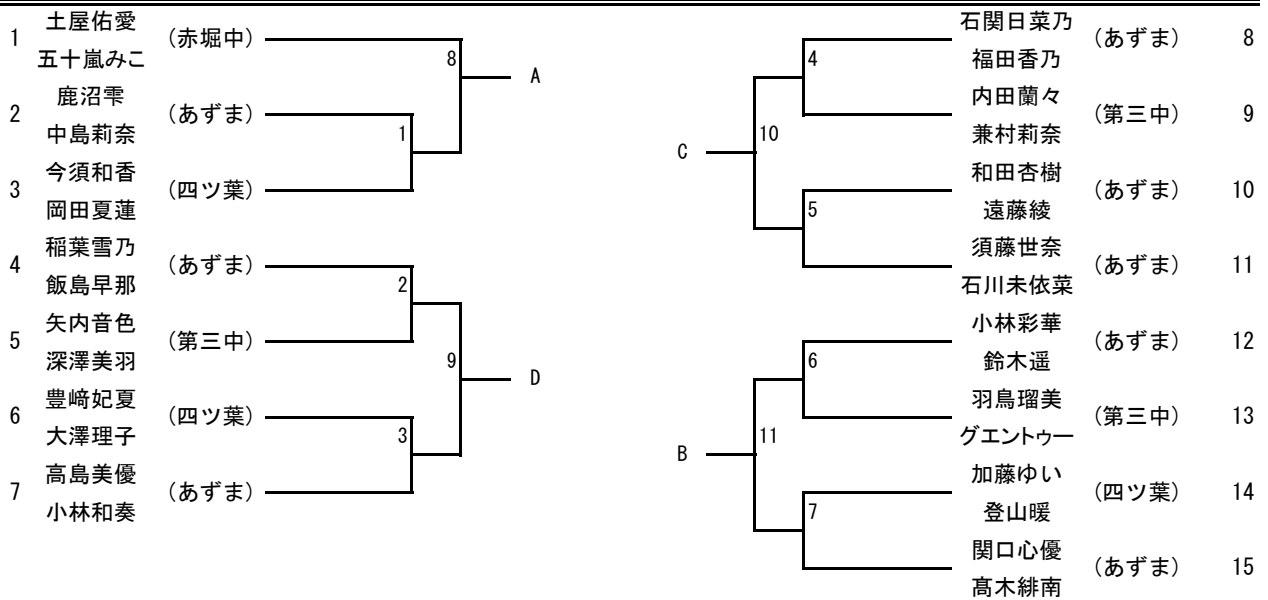 1 土屋佑愛 (赤堀中)
五十嵐みこ
8
A
2 鹿沼雫 (あずま)
中島莉奈
1
3 今須和香 (四ツ葉)
岡田夏蓮
4 稲葉雪乃 (あずま)
飯島早那
2
5 矢内音色 (第三中)
深澤美羽
9
D
6 豊﨑妃夏 (四ツ葉)
大澤理子
3
7 高島美優 (あずま)
小林和奏
石関日菜乃 (あずま) 8
福田香乃
4
内田蘭々 (第三中) 9
兼村莉奈
10
C
和田杏樹 (あずま) 10
遠藤綾
5
須藤世奈 (あずま) 11
石川未依菜
小林彩華 (あずま) 12
鈴木遥
6
羽鳥瑠美 (第三中) 13
グエントゥー
11
B
加藤ゆい (四ツ葉) 14
登山暖
7
関口心優 (あずま) 15
髙木緋南